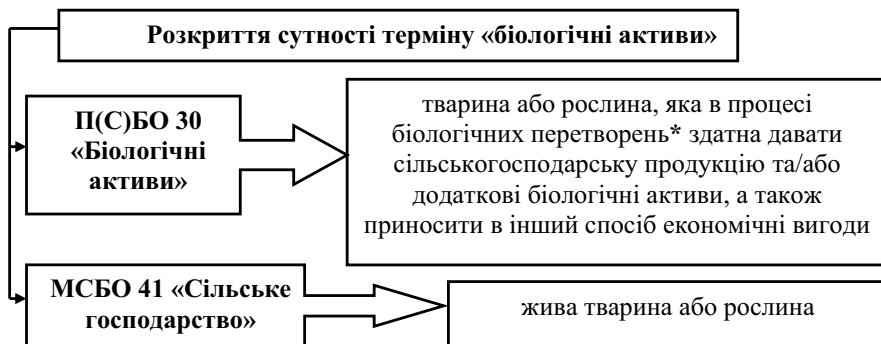 Розкриття сутності терміну «біологічні активи»
П(С)БО 30
«Біологічні
активи»
тварина або рослина, яка в процесі
біологічних перетворень* здатна давати
сільськогосподарську продукцію та/або
додаткові біологічні активи, а також
приносити в інший спосіб економічні вигоди
МСБО 41 «Сільське
господарство»
жива тварина або рослина